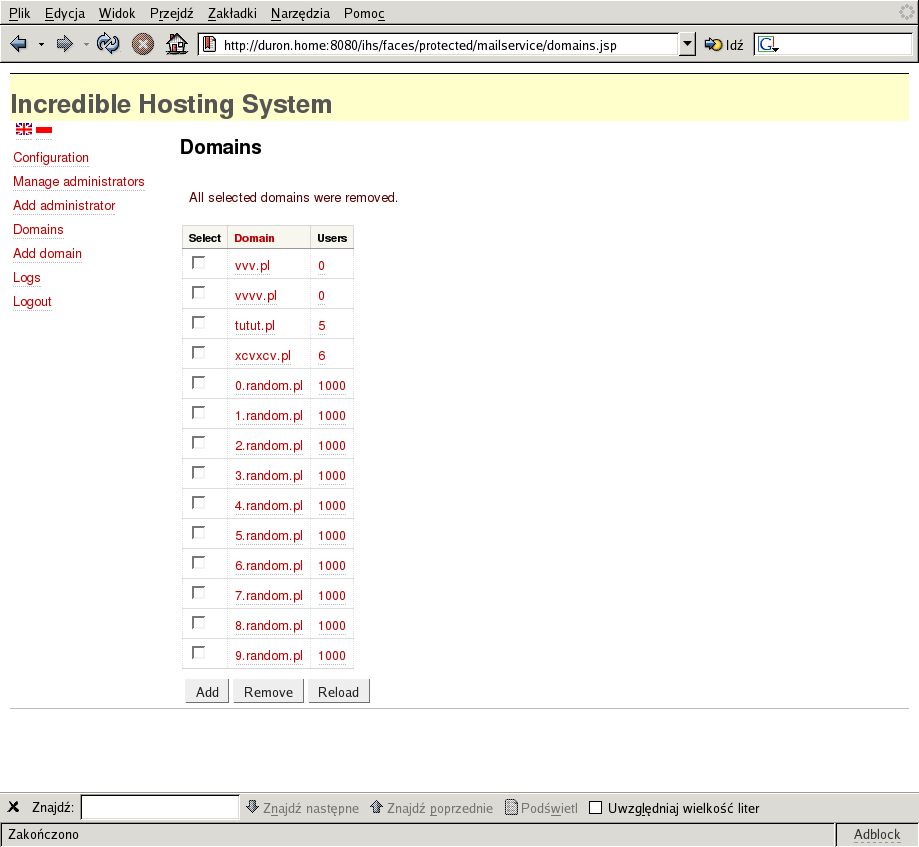 Plik Edycja Widok Przejdź Zakładki Narzędzia Pomoc
http://duron.home:8080/ihs/faces/protected/mailservice/domains.jsp Idź G
Incredible Hosting System
Configuration
Manage administrators
Add administrator
Domains
Add domain
Logs
Logout
Domains
All selected domains were removed.
Select Domain Users
vvv.pl 0
vvvv.pl 0
tutut.pl 5
xcvxcv.pl 6
0.random.pl 1000
1.random.pl 1000
2.random.pl 1000
3.random.pl 1000
4.random.pl 1000
5.random.pl 1000
6.random.pl 1000
7.random.pl 1000
8.random.pl 1000
9.random.pl 1000
Add Remove Reload
Znajdź: Znajdź następne Znajdź poprzednie Podświetl Uwzględniaj wielkość liter
Zakończono Adblock